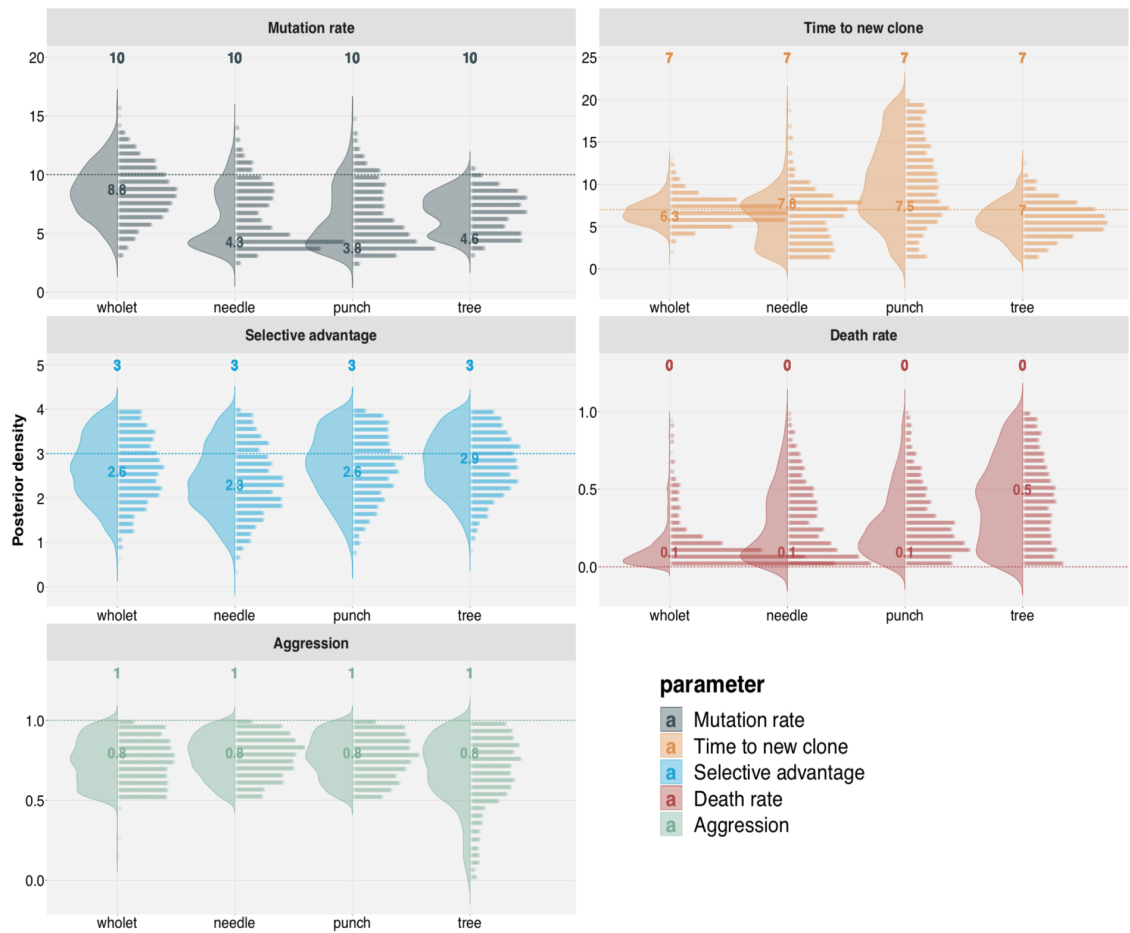 Mutation rate
20 10 10 10 10
15
10
8.8
5
4.3 3.8 4.6
0
wholet needle punch tree
Time to new clone
25 7 7 7 7
20
15
10
6.3 7.8 7.5 7
5
0
wholet needle punch tree
Posterior density
Selective advantage
5 3 3 3 3
4
3
2.6 2.3 2.6 2.9
2
1
0
wholet needle punch tree
Death rate
0 0 0 0
1.0
0.5 0.5
0.1 0.1 0.1
0.0
wholet needle punch tree
Aggression
1 1 1 1
1.0
0.8 0.8 0.8 0.8
0.5
0.0
wholet needle punch tree
parameter
a Mutation rate
a Time to new clone
a Selective advantage
a Death rate
a Aggression